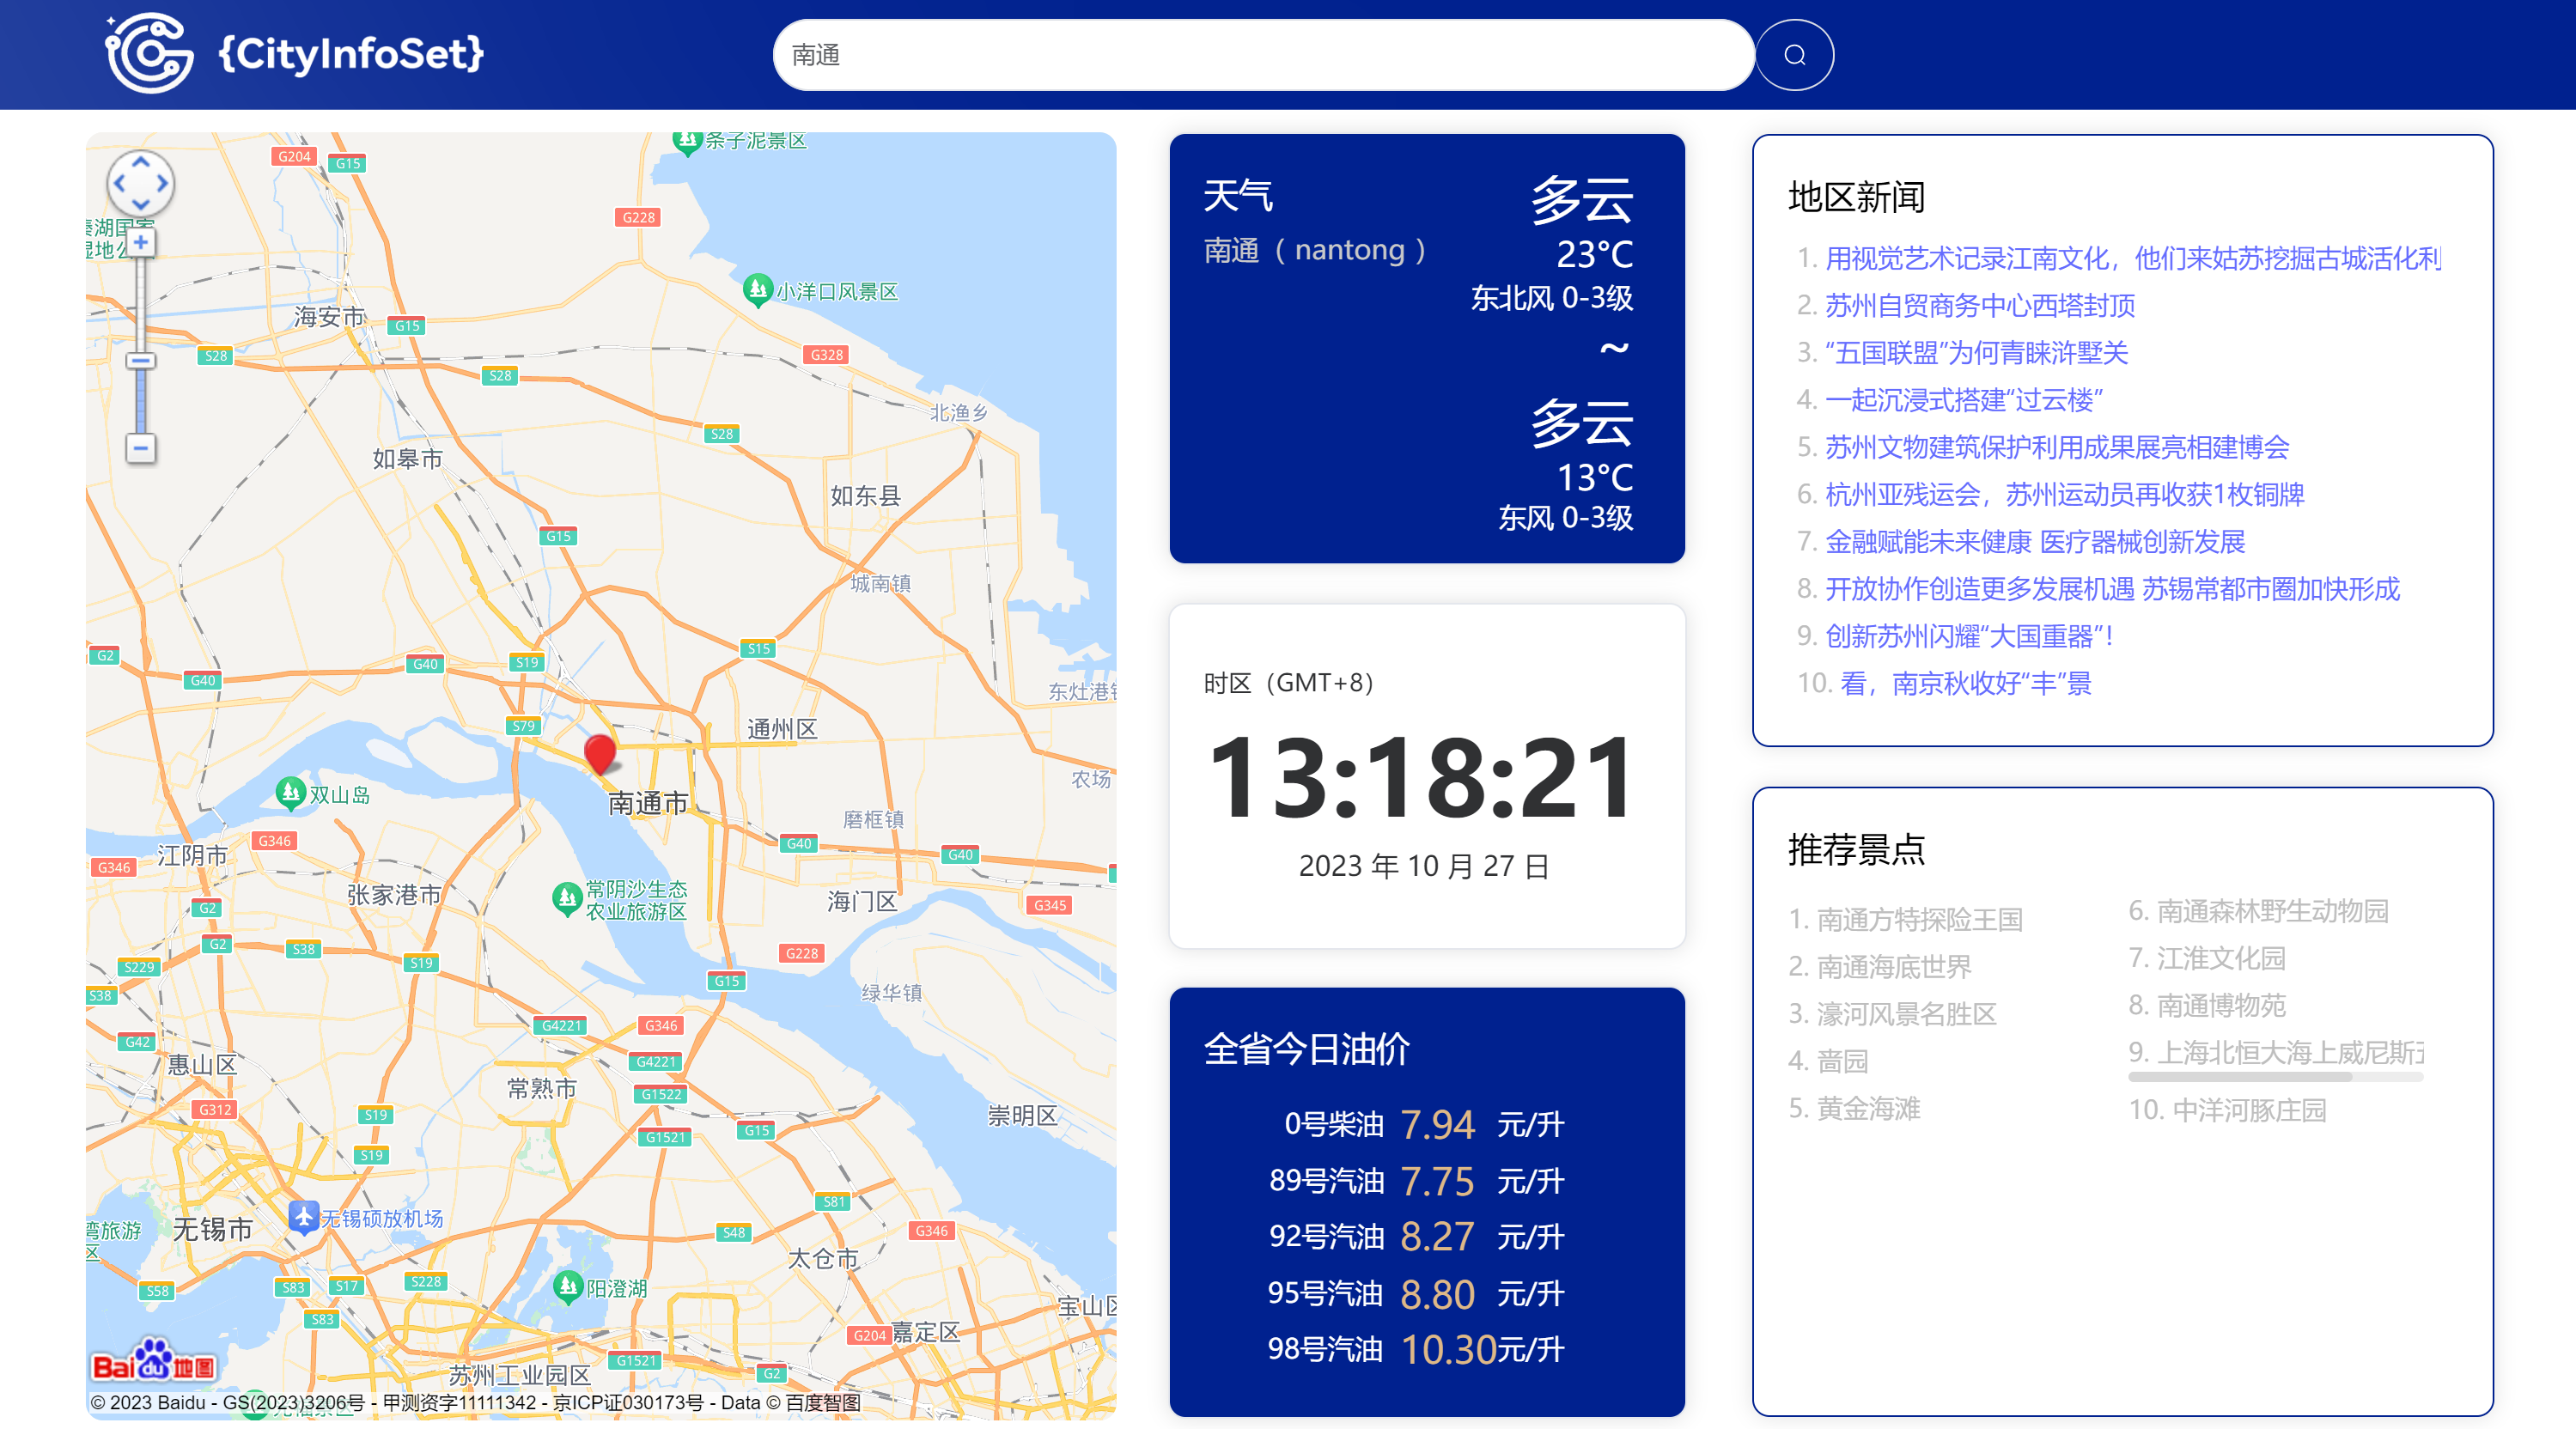 {CityInfoSet}
南通
条子泥景区
G204
G15
G228
小洋口风景区
海安市
G15
S28
G328
S28
北渔乡
S28
如皋市
如东县
G15
城南镇
G2
G40
G40
S19
S15
东灶港镇
S79
通州区
农场
双山岛
南通市
磨框镇
G346
G40
G40
江阴市
G346
张家港市
常阴沙生态
农业旅游区
海门区
G345
G2
G2
S38
S19
G228
S229
G15
S38
绿华镇
G4221
G346
G42
惠山区
G4221
常熟市
G1522
G312
S19
崇明区
G1521
G15
S19
S81
湾旅游
区
无锡市
无锡硕放机场
S48
G346
太仓市
S58
S83
S17
S228
阳澄湖
S83
宝山区
G204
嘉定区
Bai du 地图
苏州工业园区
G1521
G2
© 2023 Baidu - GS(2023)3206号 - 甲测资字11111342 - 京ICP证030173号 - Data © 百度智图
天气
南通（ nantong ）
多云
23°C
东北风 0-3级
~
多云
13°C
东风 0-3级
时区（GMT+8）
13:18:21
2023 年 10 月 27 日
全省今日油价
0号柴油 7.94 元/升
89号汽油 7.75 元/升
92号汽油 8.27 元/升
95号汽油 8.80 元/升
98号汽油 10.30元/升
地区新闻
1. 用视觉艺术记录江南文化，他们来姑苏挖掘古城活化利
2. 苏州自贸商务中心西塔封顶
3. “五国联盟”为何青睐浒墅关
4. 一起沉浸式搭建“过云楼”
5. 苏州文物建筑保护利用成果展亮相建博会
6. 杭州亚残运会，苏州运动员再收获1枚铜牌
7. 金融赋能未来健康 医疗器械创新发展
8. 开放协作创造更多发展机遇 苏锡常都市圈加快形成
9. 创新苏州闪耀“大国重器”！
10. 看，南京秋收好“丰”景
推荐景点
1. 南通方特探险王国
2. 南通海底世界
3. 濠河风景名胜区
4. 啬园
5. 黄金海滩
6. 南通森林野生动物园
7. 江淮文化园
8. 南通博物苑
9. 上海北恒大海上威尼斯
10. 中洋河豚庄园